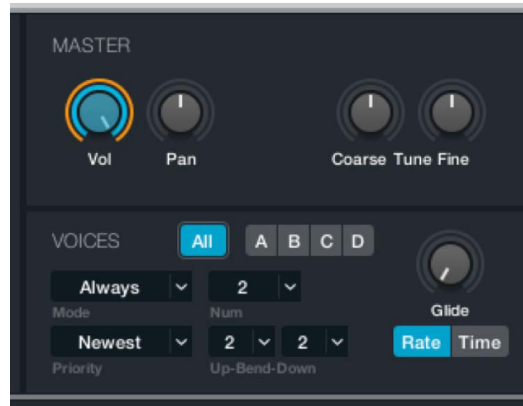 MASTER
Vol Pan Coarse Tune Fine
VOICES All A B C D
Always 2
Mode Num Glide
Newest 2 2 Rate Time
Priority Up-Bend-Down